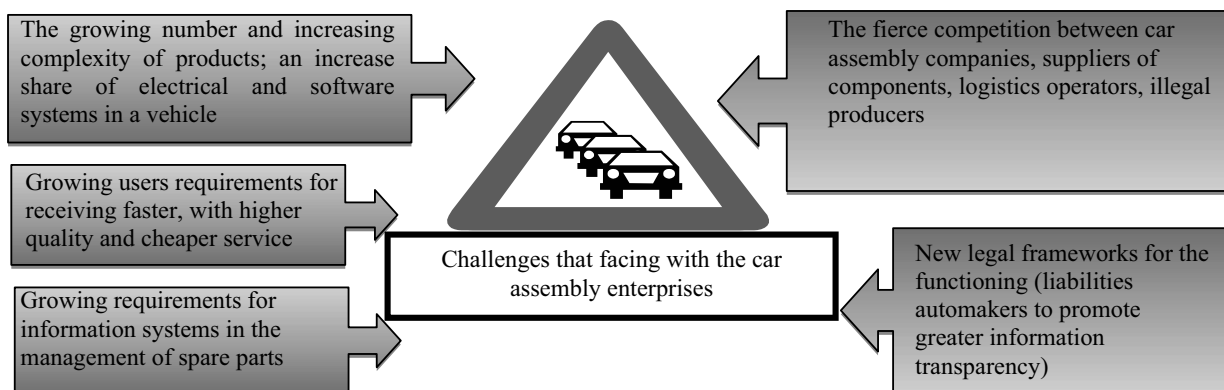 The growing number and increasing
complexity of products; an increase
share of electrical and software
systems in a vehicle
The fierce competition between car
assembly companies, suppliers of
components, logistics operators, illegal
producers
Growing users requirements for
receiving faster, with higher
quality and cheaper service
Challenges that facing with the car
assembly enterprises
New legal frameworks for the
functioning (liabilities
automakers to promote
greater information
transparency)
Growing requirements for
information systems in the
management of spare parts